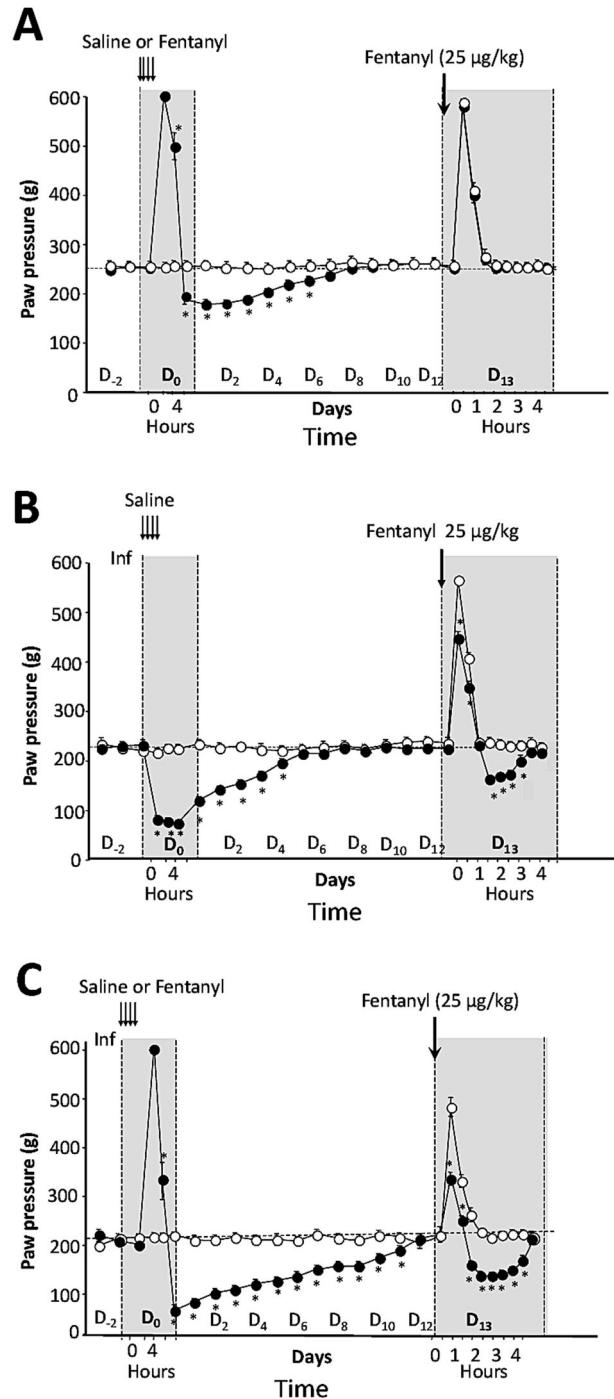 A
Saline or Fentanyl
Fentanyl (25 µg/kg)
Paw pressure (g)
600
500
400
300
200
100
0
*
* * * * * * *
D-2 D0 D2 D4 D6 D8 D10 D12 D13
0 4 Days 0 1 2 3 4
Hours Time Hours
B
Saline
Inf
Fentanyl 25 µg/kg
Paw pressure (g)
600
500
400
300
200
100
0
* * * * * * * *
* * * * * *
D-2 D0 D2 D4 D6 D8 D10 D12 D13
0 4 Days 0 1 2 3 4
Hours Time Hours
C
Saline or Fentanyl
Inf
Fentanyl (25 µg/kg)
Paw pressure (g)
600
500
400
300
200
100
0
*
* * * * * * * * * * * *
* * * * * * * *
D-2 D0 D2 D4 D6 D8 D10 D12 D13
0 4 Days 0 1 2 3 4
Hours Time Hours